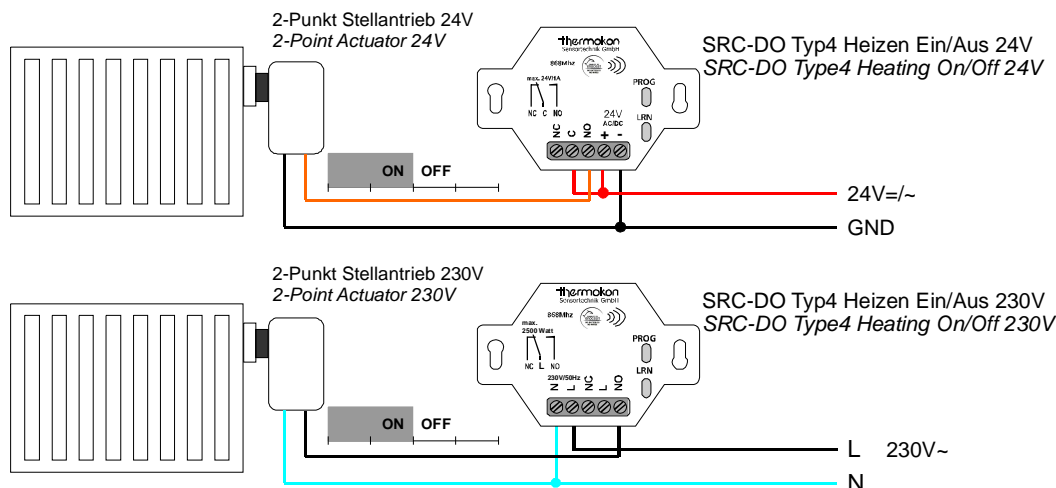 2-Punkt Stellantrieb 24V
2-Point Actuator 24V
thermokon
Sensortechnik GmbH
868Mhz
max. 24V/1A
NC C NO
24V
AC/DC
PROG
LRN
NC C NO + -
SRC-DO Typ4 Heizen Ein/Aus 24V
SRC-DO Type4 Heating On/Off 24V
ON OFF
24V=/~
GND
2-Punkt Stellantrieb 230V
2-Point Actuator 230V
thermokon
Sensortechnik GmbH
868Mhz
max.
2500 Watt
NC L NO
230V/50Hz
PROG
LRN
N L NC L NO
SRC-DO Typ4 Heizen Ein/Aus 230V
SRC-DO Type4 Heating On/Off 230V
ON OFF
L 230V~
N